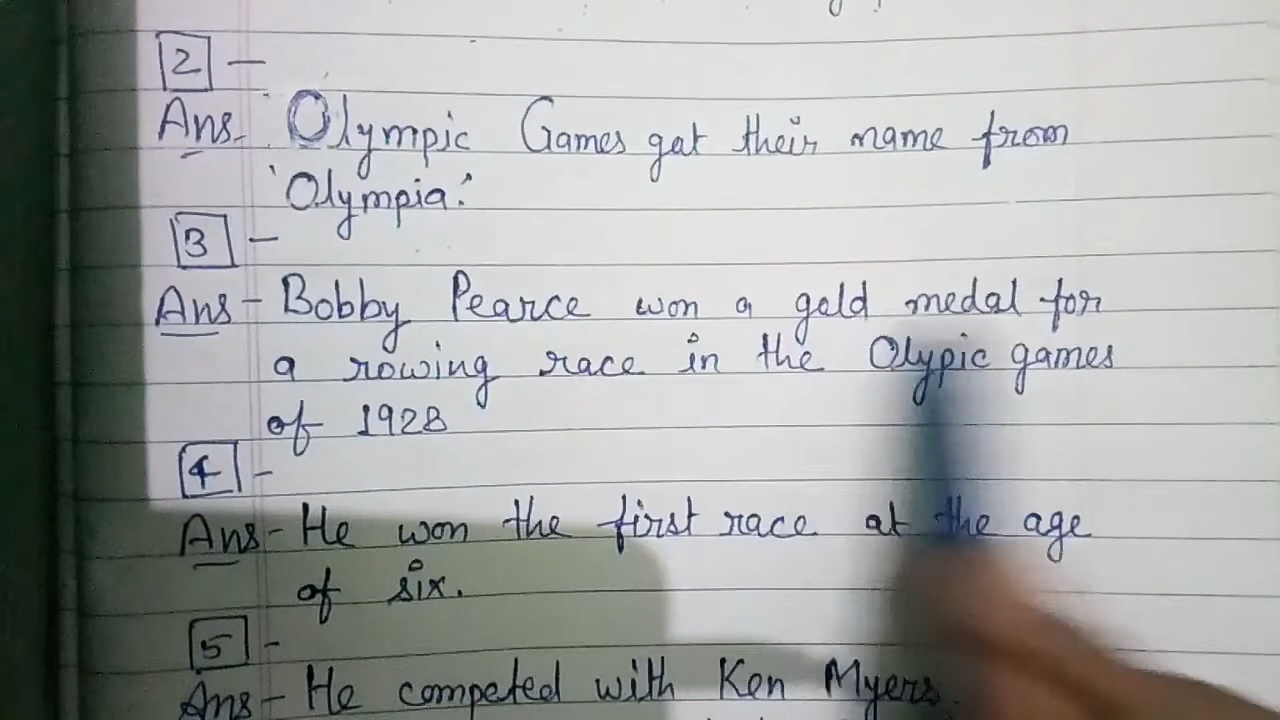 2 -
Ans- Olympic Games gat their name from
'Olympia'.
3 -
Ans - Bobby Pearce won a gold medal for
a rowing race in the Olypic games
of 1928
4 -
Ans - He won the first race at the age
of six.
5 -
Ans - He competed with Ken Myers.